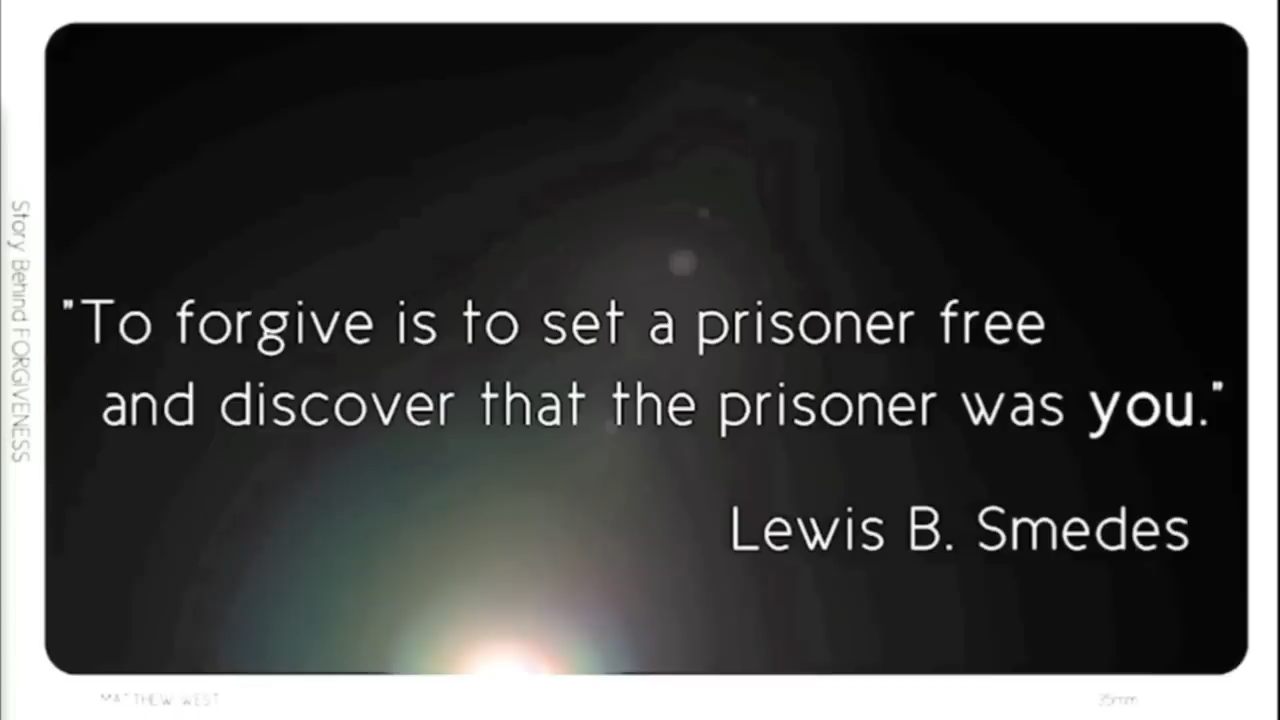 "To forgive is to set a prisoner free
and discover that the prisoner was you."
Lewis B. Smedes
Story Behind FORGIVENESS
MATTHEW WEST
35mm